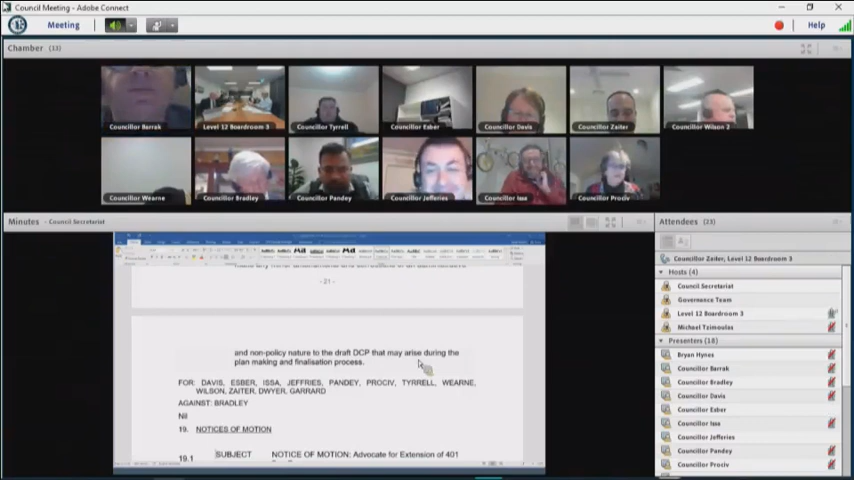 Council Meeting - Adobe Connect
Meeting
Help
Chamber (13)
Councillor Barrak
Level 12 Boardroom 3
Councillor Tyrrell
Councillor Esber
Councillor Davis
Councillor Zaiter
Councillor Wilson 2
Councillor Wearne
Councillor Bradley
Councillor Pandey
Councillor Jefferies
Councillor Issa
Councillor Prociv
Minutes - Council Secretariat
- 21 -
and non-policy nature to the draft DCP that may arise during the
plan making and finalisation process.
FOR: DAVIS, ESBER, ISSA, JEFFRIES, PANDEY, PROCIV, TYRRELL, WEARNE,
WILSON, ZAITER, DWYER, GARRARD
AGAINST: BRADLEY
Nil
19. NOTICES OF MOTION
19.1 SUBJECT NOTICE OF MOTION: Advocate for Extension of 401
Attendees (23)
Councillor Zaiter, Level 12 Boardroom 3
Hosts (4)
Council Secretariat
Governance Team
Level 12 Boardroom 3
Michael Tzimoulas
Presenters (18)
Bryan Hynes
Councillor Barrak
Councillor Bradley
Councillor Davis
Councillor Esber
Councillor Issa
Councillor Jefferies
Councillor Pandey
Councillor Prociv